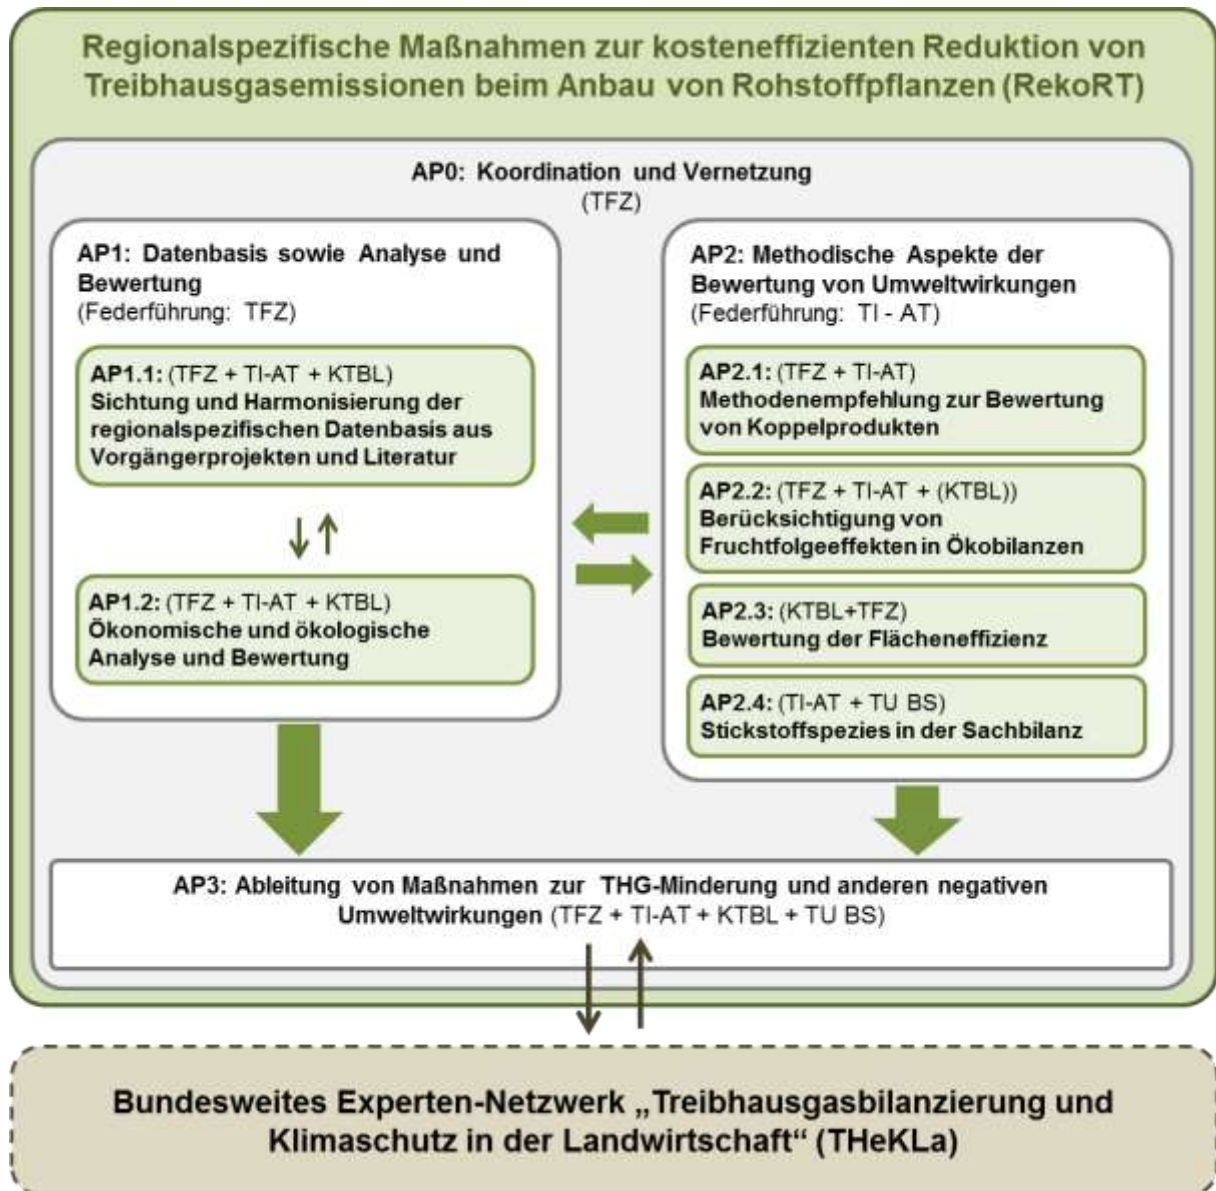 Regionalspezifische Maßnahmen zur kosteneffizienten Reduktion von
Treibhausgasemissionen beim Anbau von Rohstoffpflanzen (RekoRT)
AP0: Koordination und Vernetzung
(TFZ)
AP1: Datenbasis sowie Analyse und
Bewertung
(Federführung: TFZ)
AP1.1: (TFZ + TI-AT + KTBL)
Sichtung und Harmonisierung der
regionalspezifischen Datenbasis aus
Vorgängerprojekten und Literatur
AP1.2: (TFZ + TI-AT + KTBL)
Ökonomische und ökologische
Analyse und Bewertung
AP2: Methodische Aspekte der
Bewertung von Umweltwirkungen
(Federführung: TI - AT)
AP2.1: (TFZ + TI-AT)
Methodenempfehlung zur Bewertung
von Koppelprodukten
AP2.2: (TFZ + TI-AT + (KTBL))
Berücksichtigung von
Fruchtfolgeeffekten in Ökobilanzen
AP2.3: (KTBL+TFZ)
Bewertung der Flächeneffizienz
AP2.4: (TI-AT + TU BS)
Stickstoffspezies in der Sachbilanz
AP3: Ableitung von Maßnahmen zur THG-Minderung und anderen negativen
Umweltwirkungen (TFZ + TI-AT + KTBL + TU BS)
Bundesweites Experten-Netzwerk „Treibhausgasbilanzierung und
Klimaschutz in der Landwirtschaft“ (THeKLa)